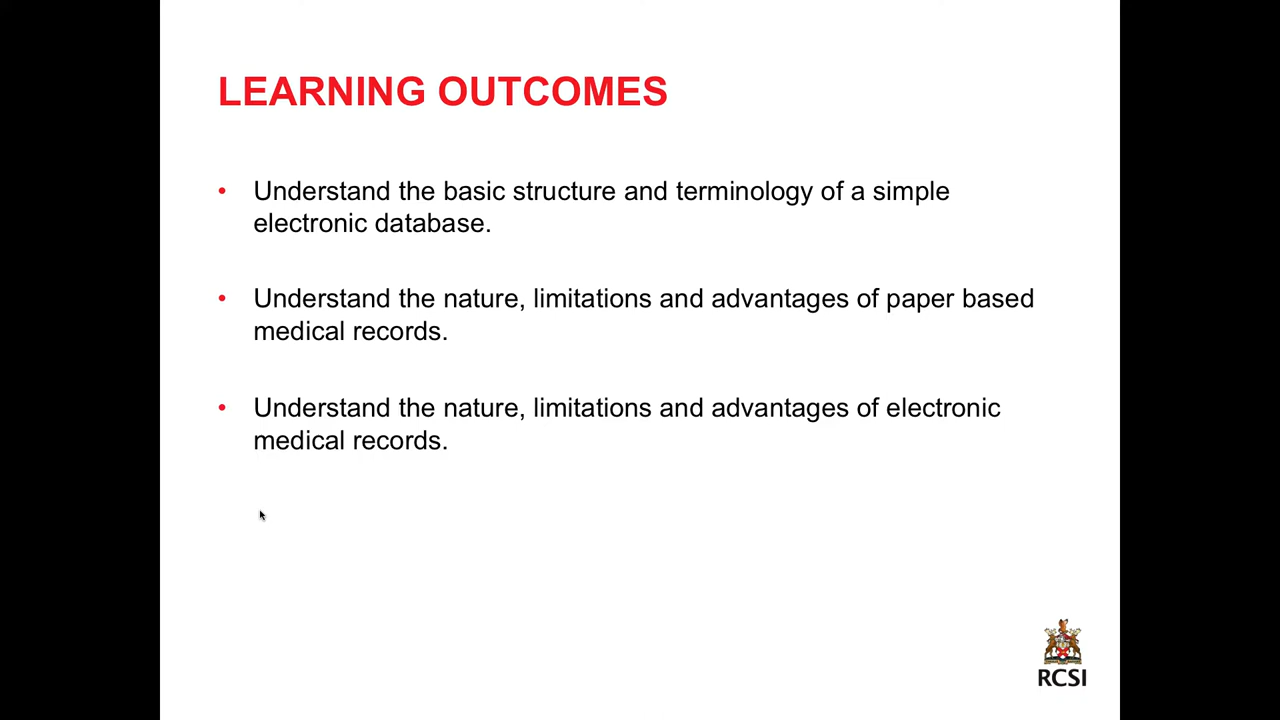 LEARNING OUTCOMES
• Understand the basic structure and terminology of a simple
electronic database.
• Understand the nature, limitations and advantages of paper based
medical records.
• Understand the nature, limitations and advantages of electronic
medical records.
RCSI